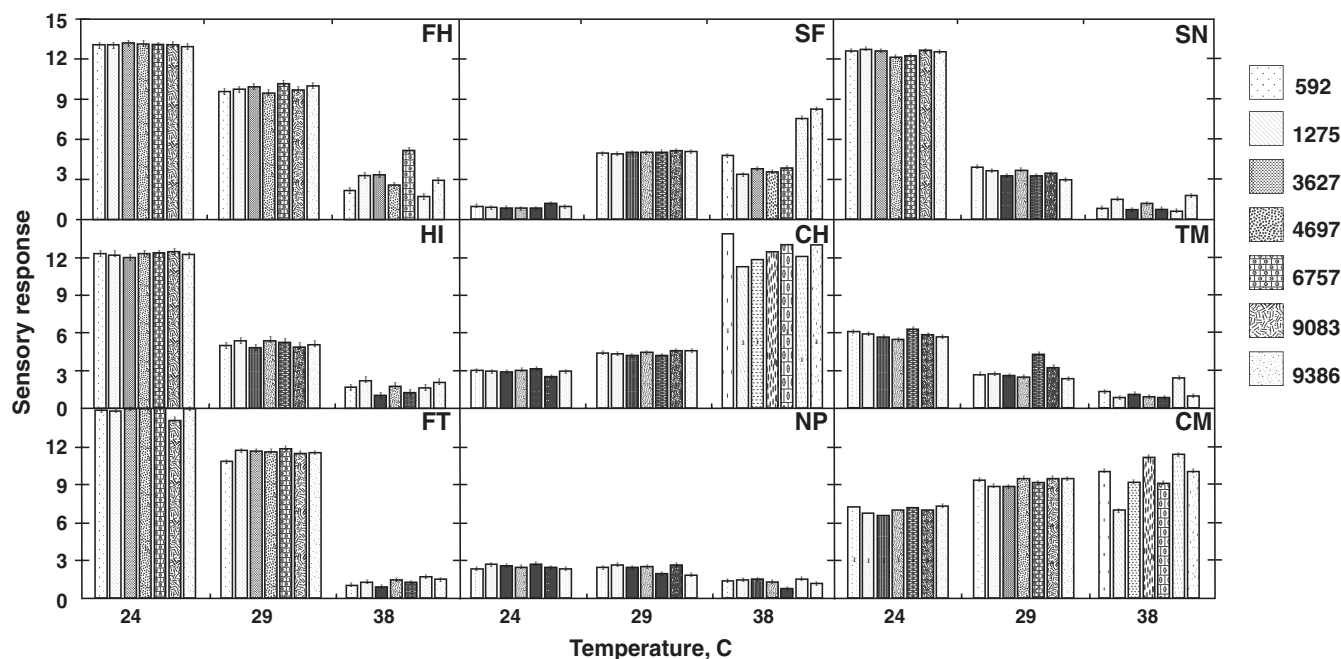 15
12
9
6
3
0
FH
SF
SN
12
9
6
3
0
HI
CH
TM
12
9
6
3
0
FT
NP
CM
24 29 38 24 29 38 24 29 38
Temperature, C
Sensory response
592
1275
3627
4697
6757
9083
9386